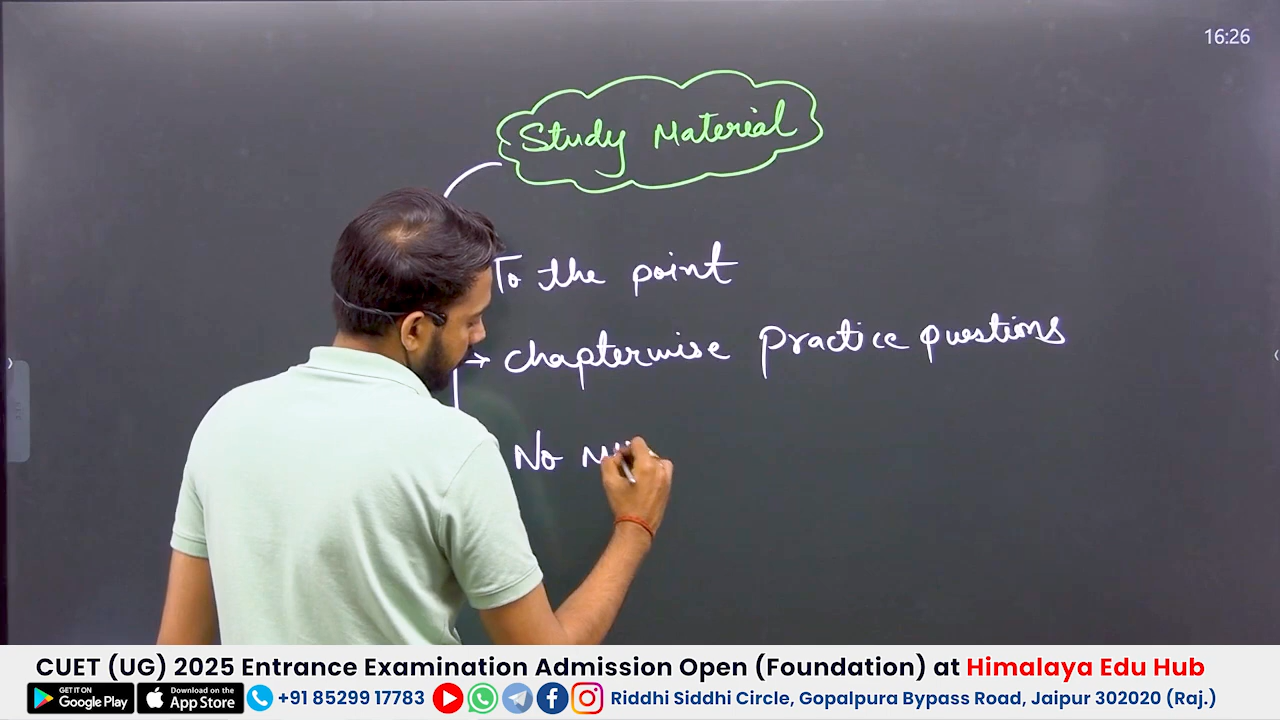 16:26
Study Material
To the point
→ Chapterwise Practice questions
No
CUET (UG) 2025 Entrance Examination Admission Open (Foundation) at Himalaya Edu Hub
GET IT ON
Google Play
Download on the
App Store
+91 85299 17783
Riddhi Siddhi Circle, Gopalpura Bypass Road, Jaipur 302020 (Raj.)